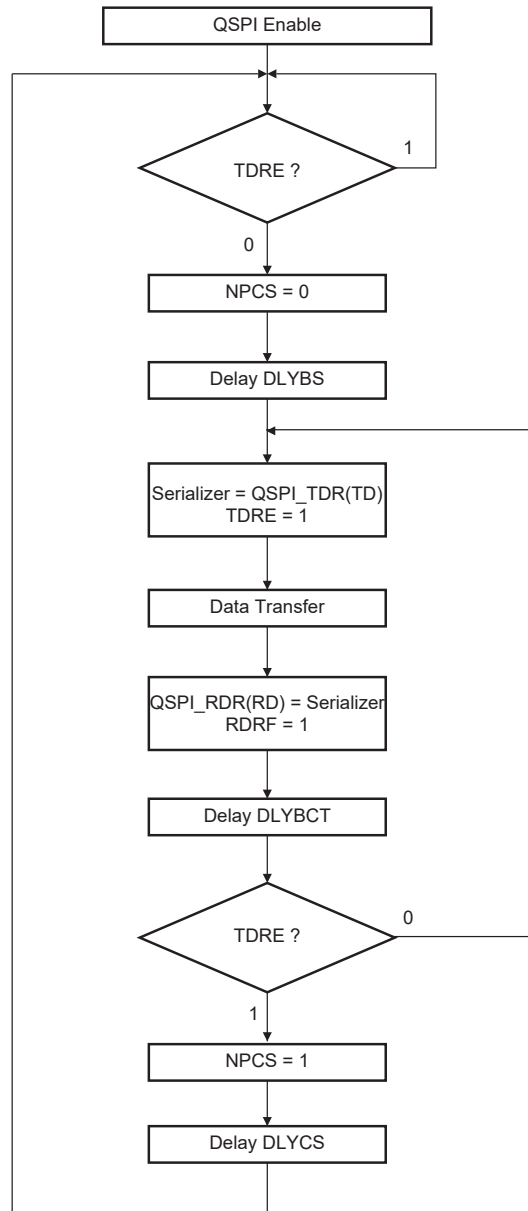 QSPI Enable
TDRE ?
1
0
NPCS = 0
Delay DLYBS
Serializer = QSPI_TDR(TD)
TDRE = 1
Data Transfer
QSPI_RDR(RD) = Serializer
RDRF = 1
Delay DLYBCT
TDRE ?
0
1
NPCS = 1
Delay DLYCS